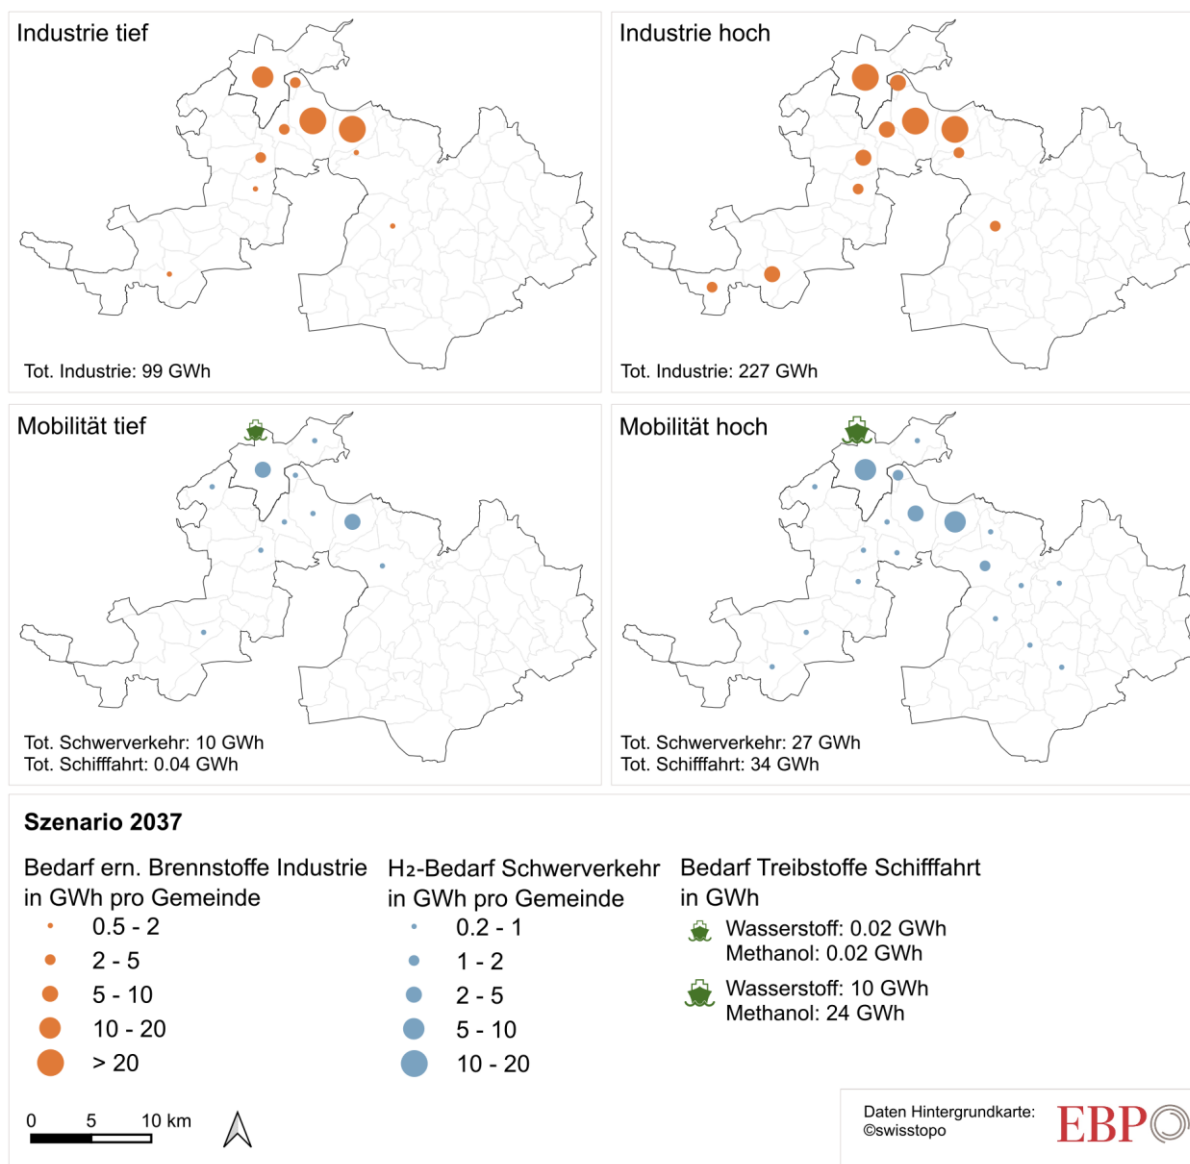 Industrie tief
Tot. Industrie: 99 GWh
Industrie hoch
Tot. Industrie: 227 GWh
Mobilität tief
Tot. Schwerverkehr: 10 GWh
Tot. Schifffahrt: 0.04 GWh
Mobilität hoch
Tot. Schwerverkehr: 27 GWh
Tot. Schifffahrt: 34 GWh
Szenario 2037
Bedarf ern. Brennstoffe Industrie
in GWh pro Gemeinde
0.5 - 2
2 - 5
5 - 10
10 - 20
> 20
H₂-Bedarf Schwerverkehr
in GWh pro Gemeinde
0.2 - 1
1 - 2
2 - 5
5 - 10
10 - 20
Bedarf Treibstoffe Schifffahrt
in GWh
Wasserstoff: 0.02 GWh
Methanol: 0.02 GWh
Wasserstoff: 10 GWh
Methanol: 24 GWh
0 5 10 km
Daten Hintergrundkarte:
©swisstopo
EBP